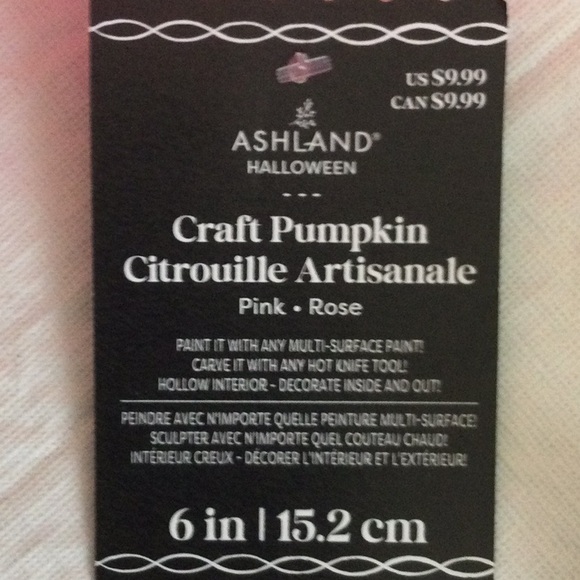 US $9.99
CAN $9.99
ASHLAND®
HALLOWEEN
Craft Pumpkin
Citrouille Artisanale
Pink • Rose
PAINT IT WITH ANY MULTI-SURFACE PAINT!
CARVE IT WITH ANY HOT KNIFE TOOL!
HOLLOW INTERIOR - DECORATE INSIDE AND OUT!
PEINDRE AVEC N'IMPORTE QUELLE PEINTURE MULTI-SURFACE!
SCULPTER AVEC N'IMPORTE QUEL COUTEAU CHAUD!
INTÉRIEUR CREUX - DÉCORER L'INTÉRIEUR ET L'EXTÉRIEUR!
6 in | 15.2 cm